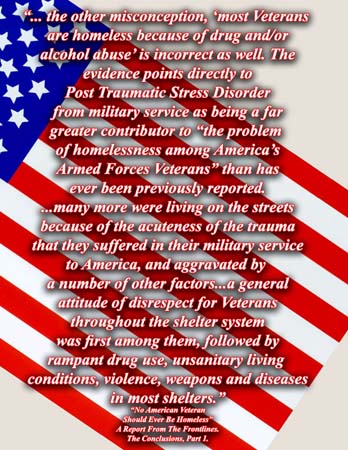 “... the other misconception, ‘most Veterans
are homeless because of drug and/or
alcohol abuse’ is incorrect as well. The
evidence points directly to
Post Traumatic Stress Disorder
from military service as being a far
greater contributor to “the problem
of homelessness among America’s
Armed Forces Veterans” than has
ever been previously reported.
...many more were living on the streets
because of the acuteness of the trauma
that they suffered in their military service
to America, and aggravated by
a number of other factors...a general
attitude of disrespect for Veterans
throughout the shelter system
was first among them, followed by
rampant drug use, unsanitary living
conditions, violence, weapons and diseases
in most shelters.”
“No American Veteran
Should Ever Be Homeless”
A Report From The Frontlines.
The Conclusions, Part 1.